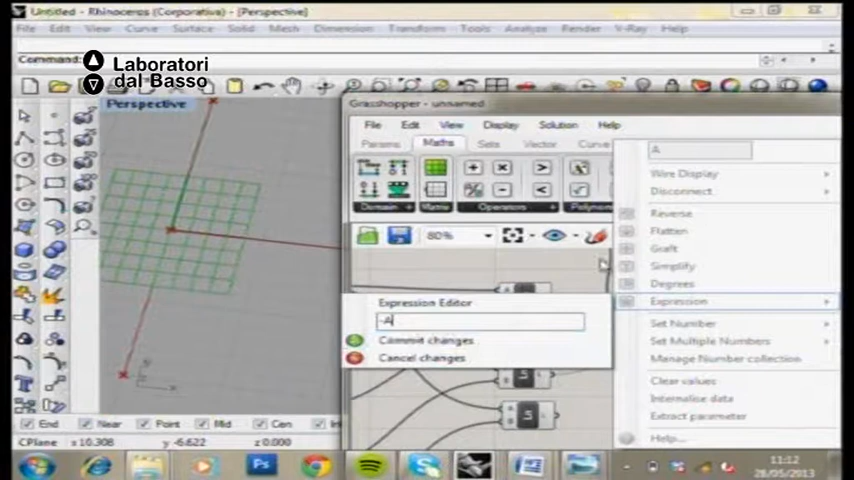 Untitled - Rhinoceros (Corporativa) - [Perspective]
File Edit View Curve Surface Solid Mesh Dimension Transform Tools Analyze Render V-Ray Help
Command:
Laboratori
dal Basso
Perspective
Grasshopper - unnamed
File Edit View Display Solution Help
Params Maths Sets Vector Curve
Domain Matrix Operators
80%
A
Wire Display
Disconnect
Reverse
Flatten
Graft
Simplify
Degrees
Expression
Set Number
Set Multiple Numbers
Manage Number collection
Clear values
Internalise data
Extract parameter
Help...
Expression Editor
-A
Commit changes
Cancel changes
End Near Point Mid Cen
CPlane x 10.308 y -6.622 z 0.000
11:12
28/05/2013